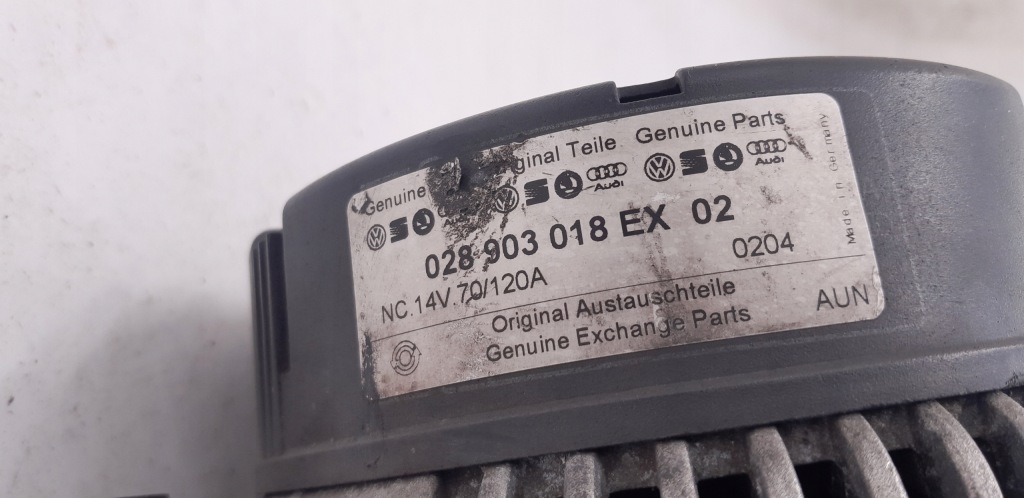 Genuine ginal Teile Genuine Parts
Audi Audi
028 903 018 EX 02
NC.14V.70/120A 0204
Original Austauschteile
Genuine Exchange Parts
AUN
Made in Germany